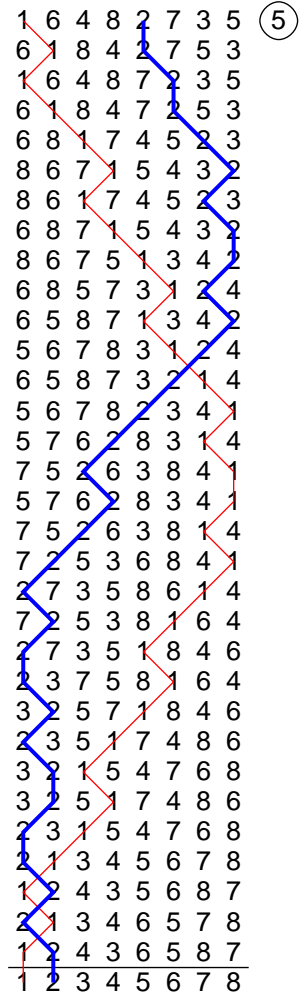 1 6 4 8 2 7 3 5 5
6 1 8 4 2 7 5 3
1 6 4 8 7 2 3 5
6 1 8 4 7 2 5 3
6 8 1 7 4 5 2 3
8 6 7 1 5 4 3 2
8 6 1 7 4 5 2 3
6 8 7 1 5 4 3 2
8 6 7 5 1 3 4 2
6 8 5 7 3 1 2 4
6 5 8 7 1 3 4 2
5 6 7 8 3 1 2 4
6 5 8 7 3 2 1 4
5 6 7 8 2 3 4 1
5 7 6 2 8 3 1 4
7 5 2 6 3 8 4 1
5 7 6 2 8 3 4 1
7 5 2 6 3 8 1 4
7 2 5 3 6 8 4 1
2 7 3 5 8 6 1 4
7 2 5 3 8 1 6 4
2 7 3 5 1 8 4 6
2 3 7 5 8 1 6 4
3 2 5 7 1 8 4 6
2 3 5 1 7 4 8 6
3 2 1 5 4 7 6 8
3 2 5 1 7 4 8 6
2 3 1 5 4 7 6 8
2 1 3 4 5 6 7 8
1 2 4 3 5 6 8 7
2 1 3 4 6 5 7 8
1 2 4 3 6 5 8 7
1 2 3 4 5 6 7 8